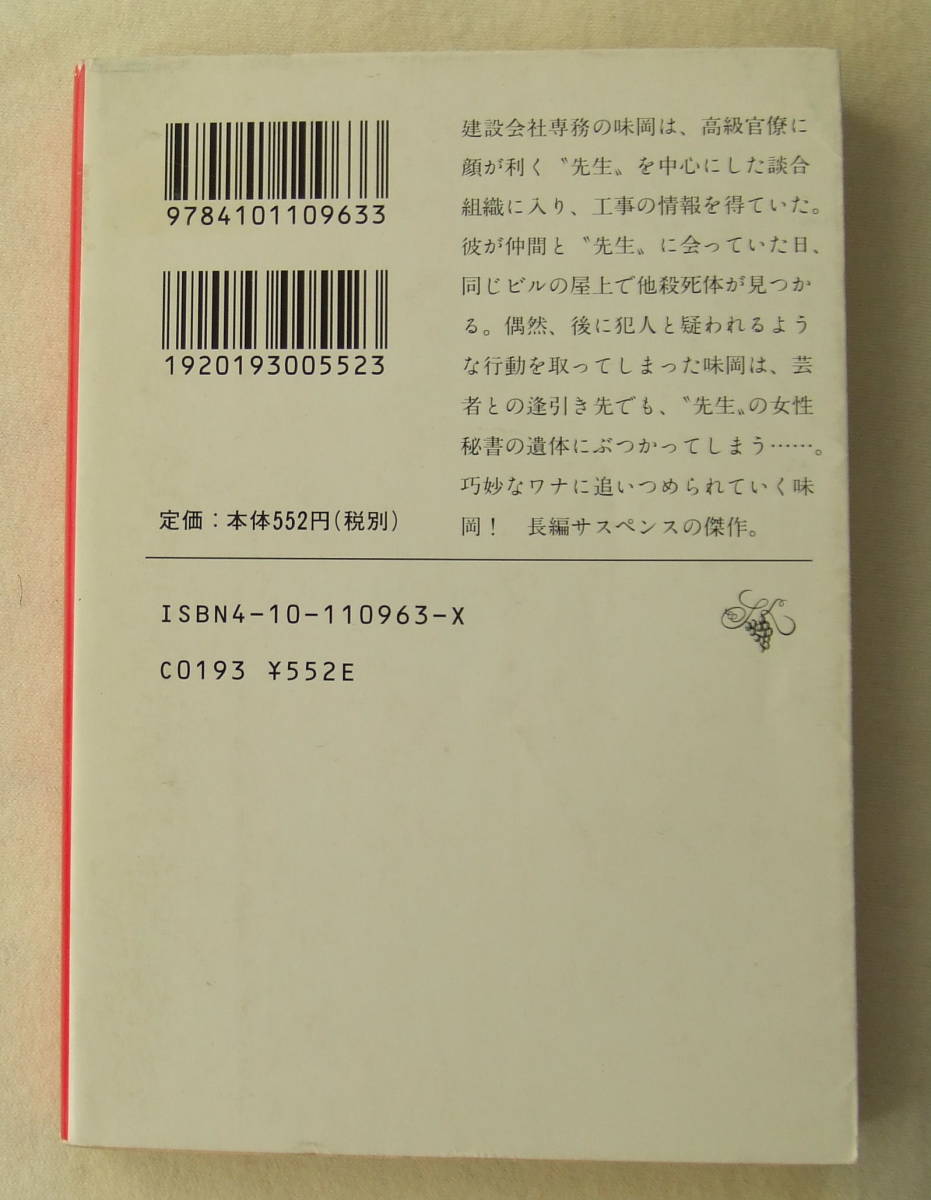 9784101109633
1920193005523
定価：本体552円（税別）
建設会社専務の味岡は、高級官僚に
顔が利く〝先生〟を中心にした談合
組織に入り、工事の情報を得ていた。
彼が仲間と〝先生〟に会っていた日、
同じビルの屋上で他殺死体が見つか
る。偶然、後に犯人と疑われるよう
な行動を取ってしまった味岡は、芸
者との逢引き先でも、〝先生〟の女性
秘書の遺体にぶつかってしまう……。
巧妙なワナに追いつめられていく味
岡！　長編サスペンスの傑作。
ISBN4-10-110963-X
C0193 ¥552E